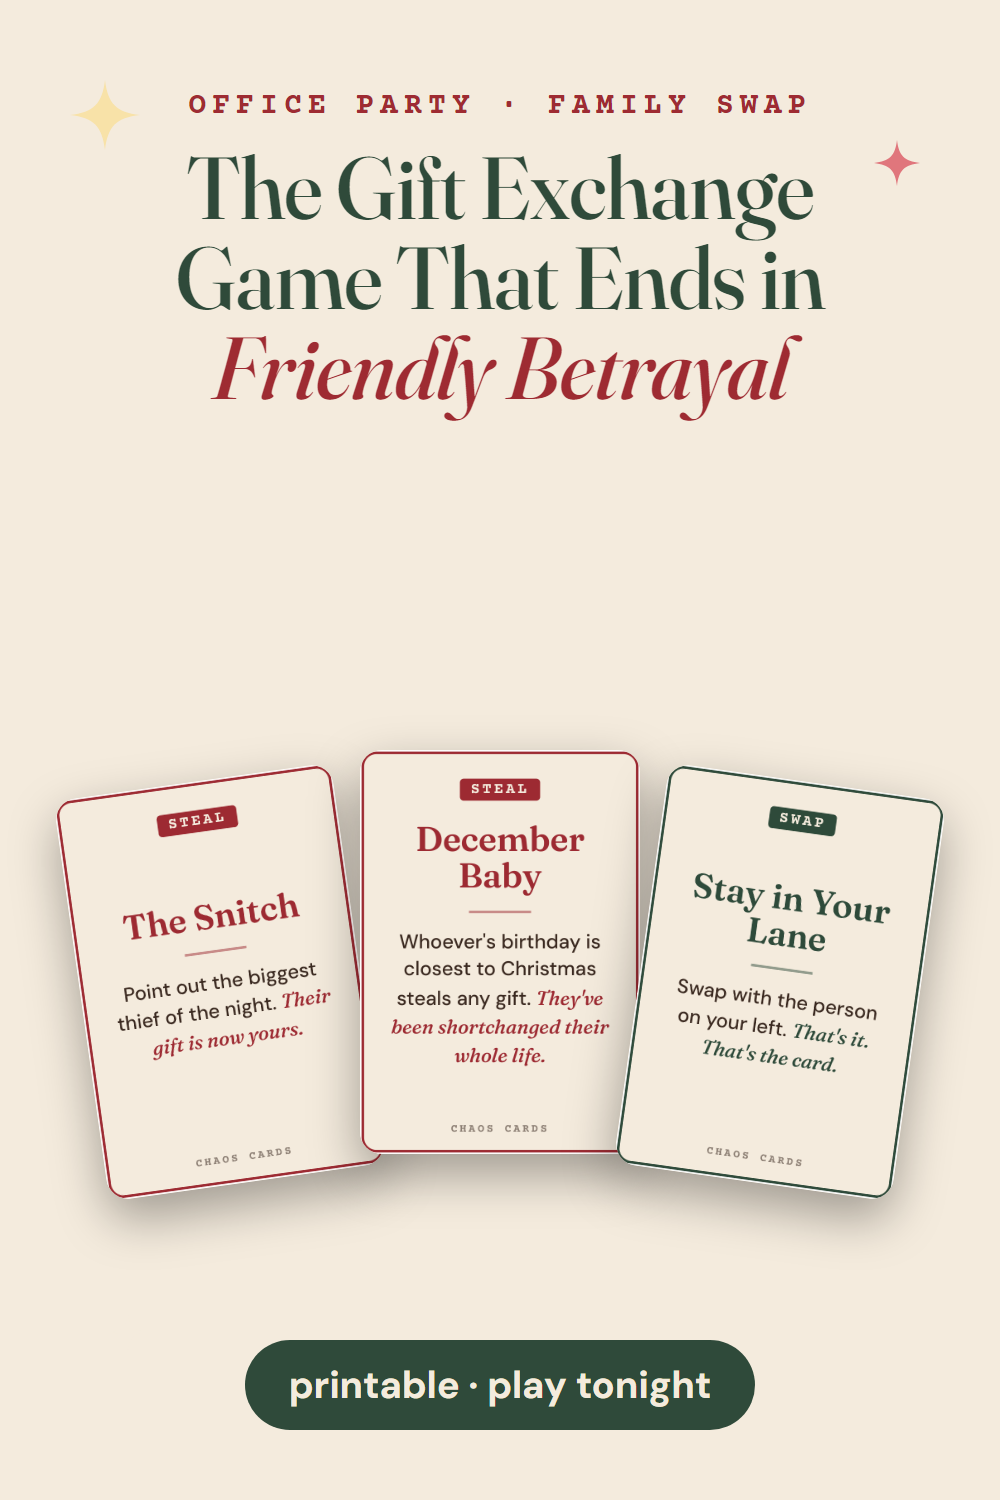 OFFICE PARTY · FAMILY SWAP
The Gift Exchange
Game That Ends in
Friendly Betrayal
STEAL
The Snitch
Point out the biggest
thief of the night. Their
gift is now yours.
CHAOS CARDS
STEAL
December
Baby
Whoever's birthday is
closest to Christmas
steals any gift. They've
been shortchanged their
whole life.
CHAOS CARDS
SWAP
Stay in Your
Lane
Swap with the person
on your left. That's it.
That's the card.
CHAOS CARDS
printable · play tonight